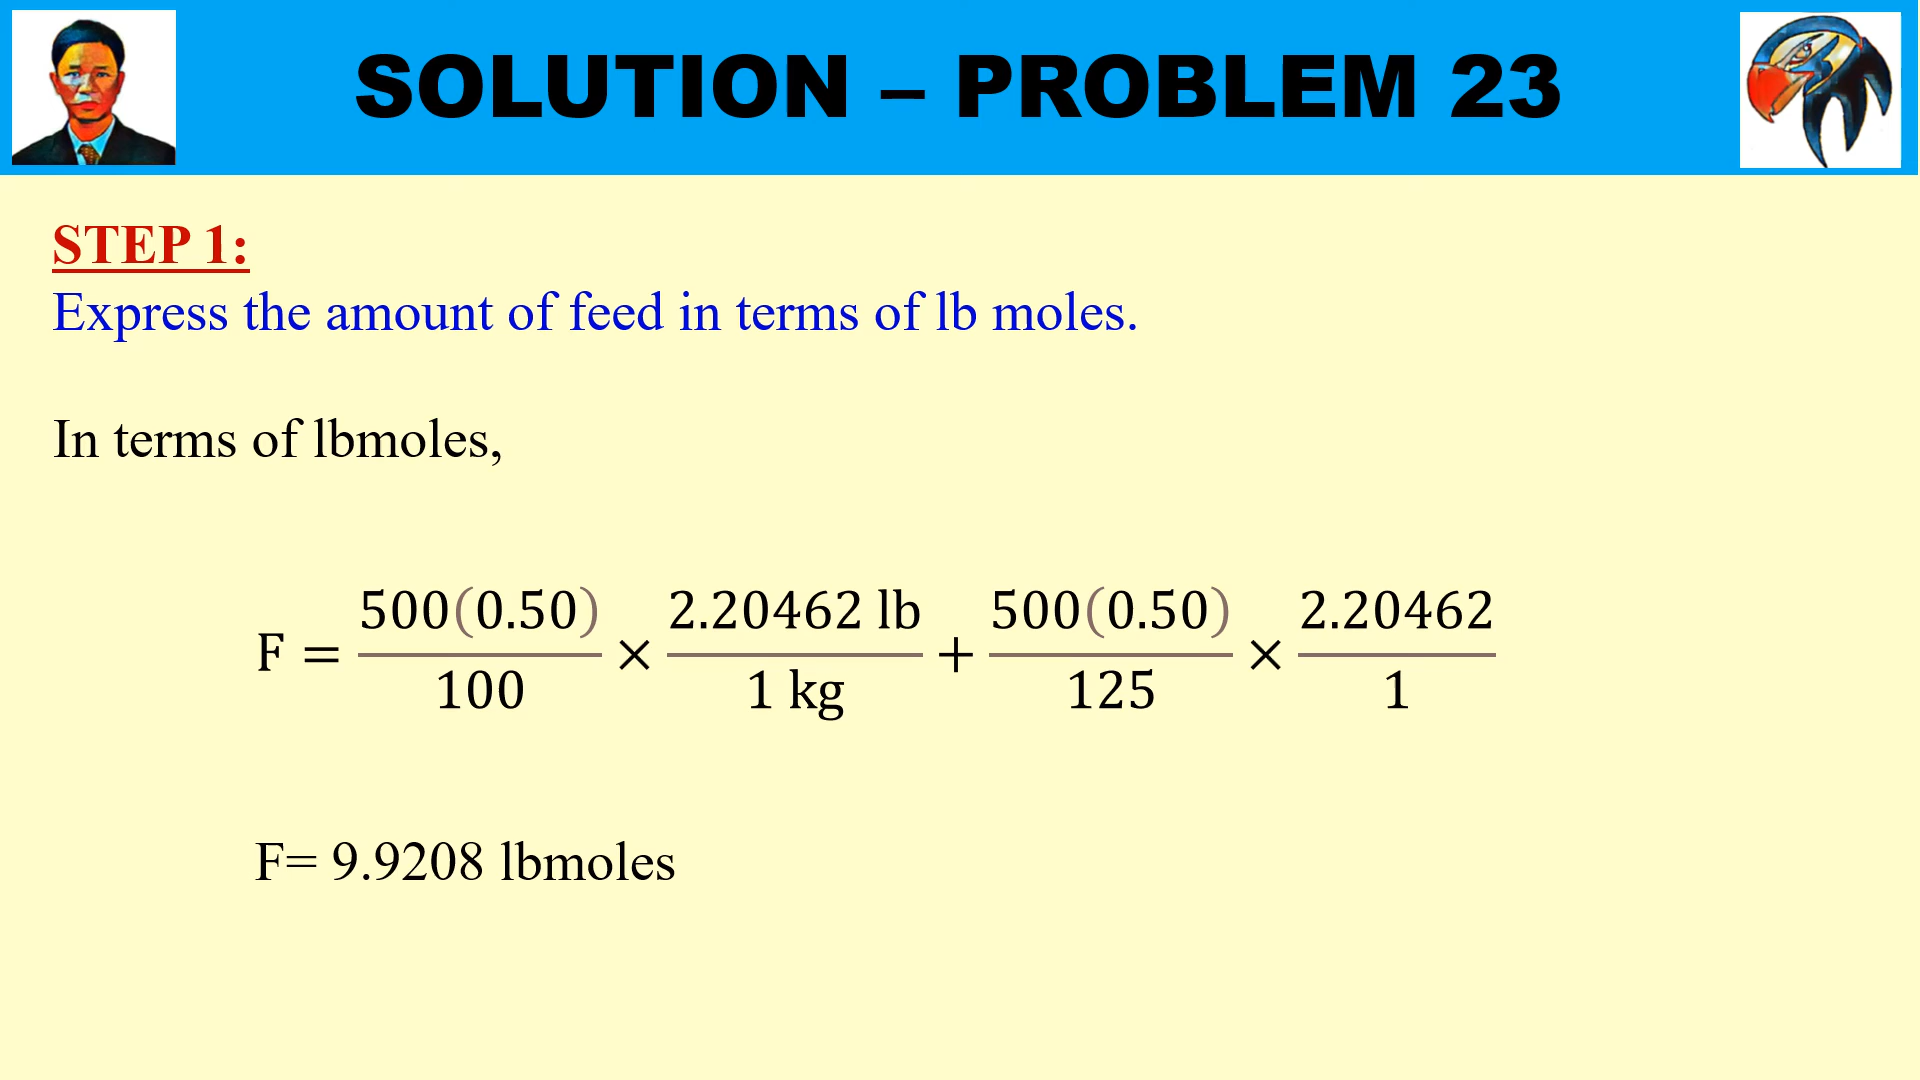 SOLUTION – PROBLEM 23
STEP 1:
Express the amount of feed in terms of lb moles.
In terms of lbmoles,
F = 500(0.50)/100 × 2.20462 lb/1 kg + 500(0.50)/125 × 2.20462/1
F= 9.9208 lbmoles